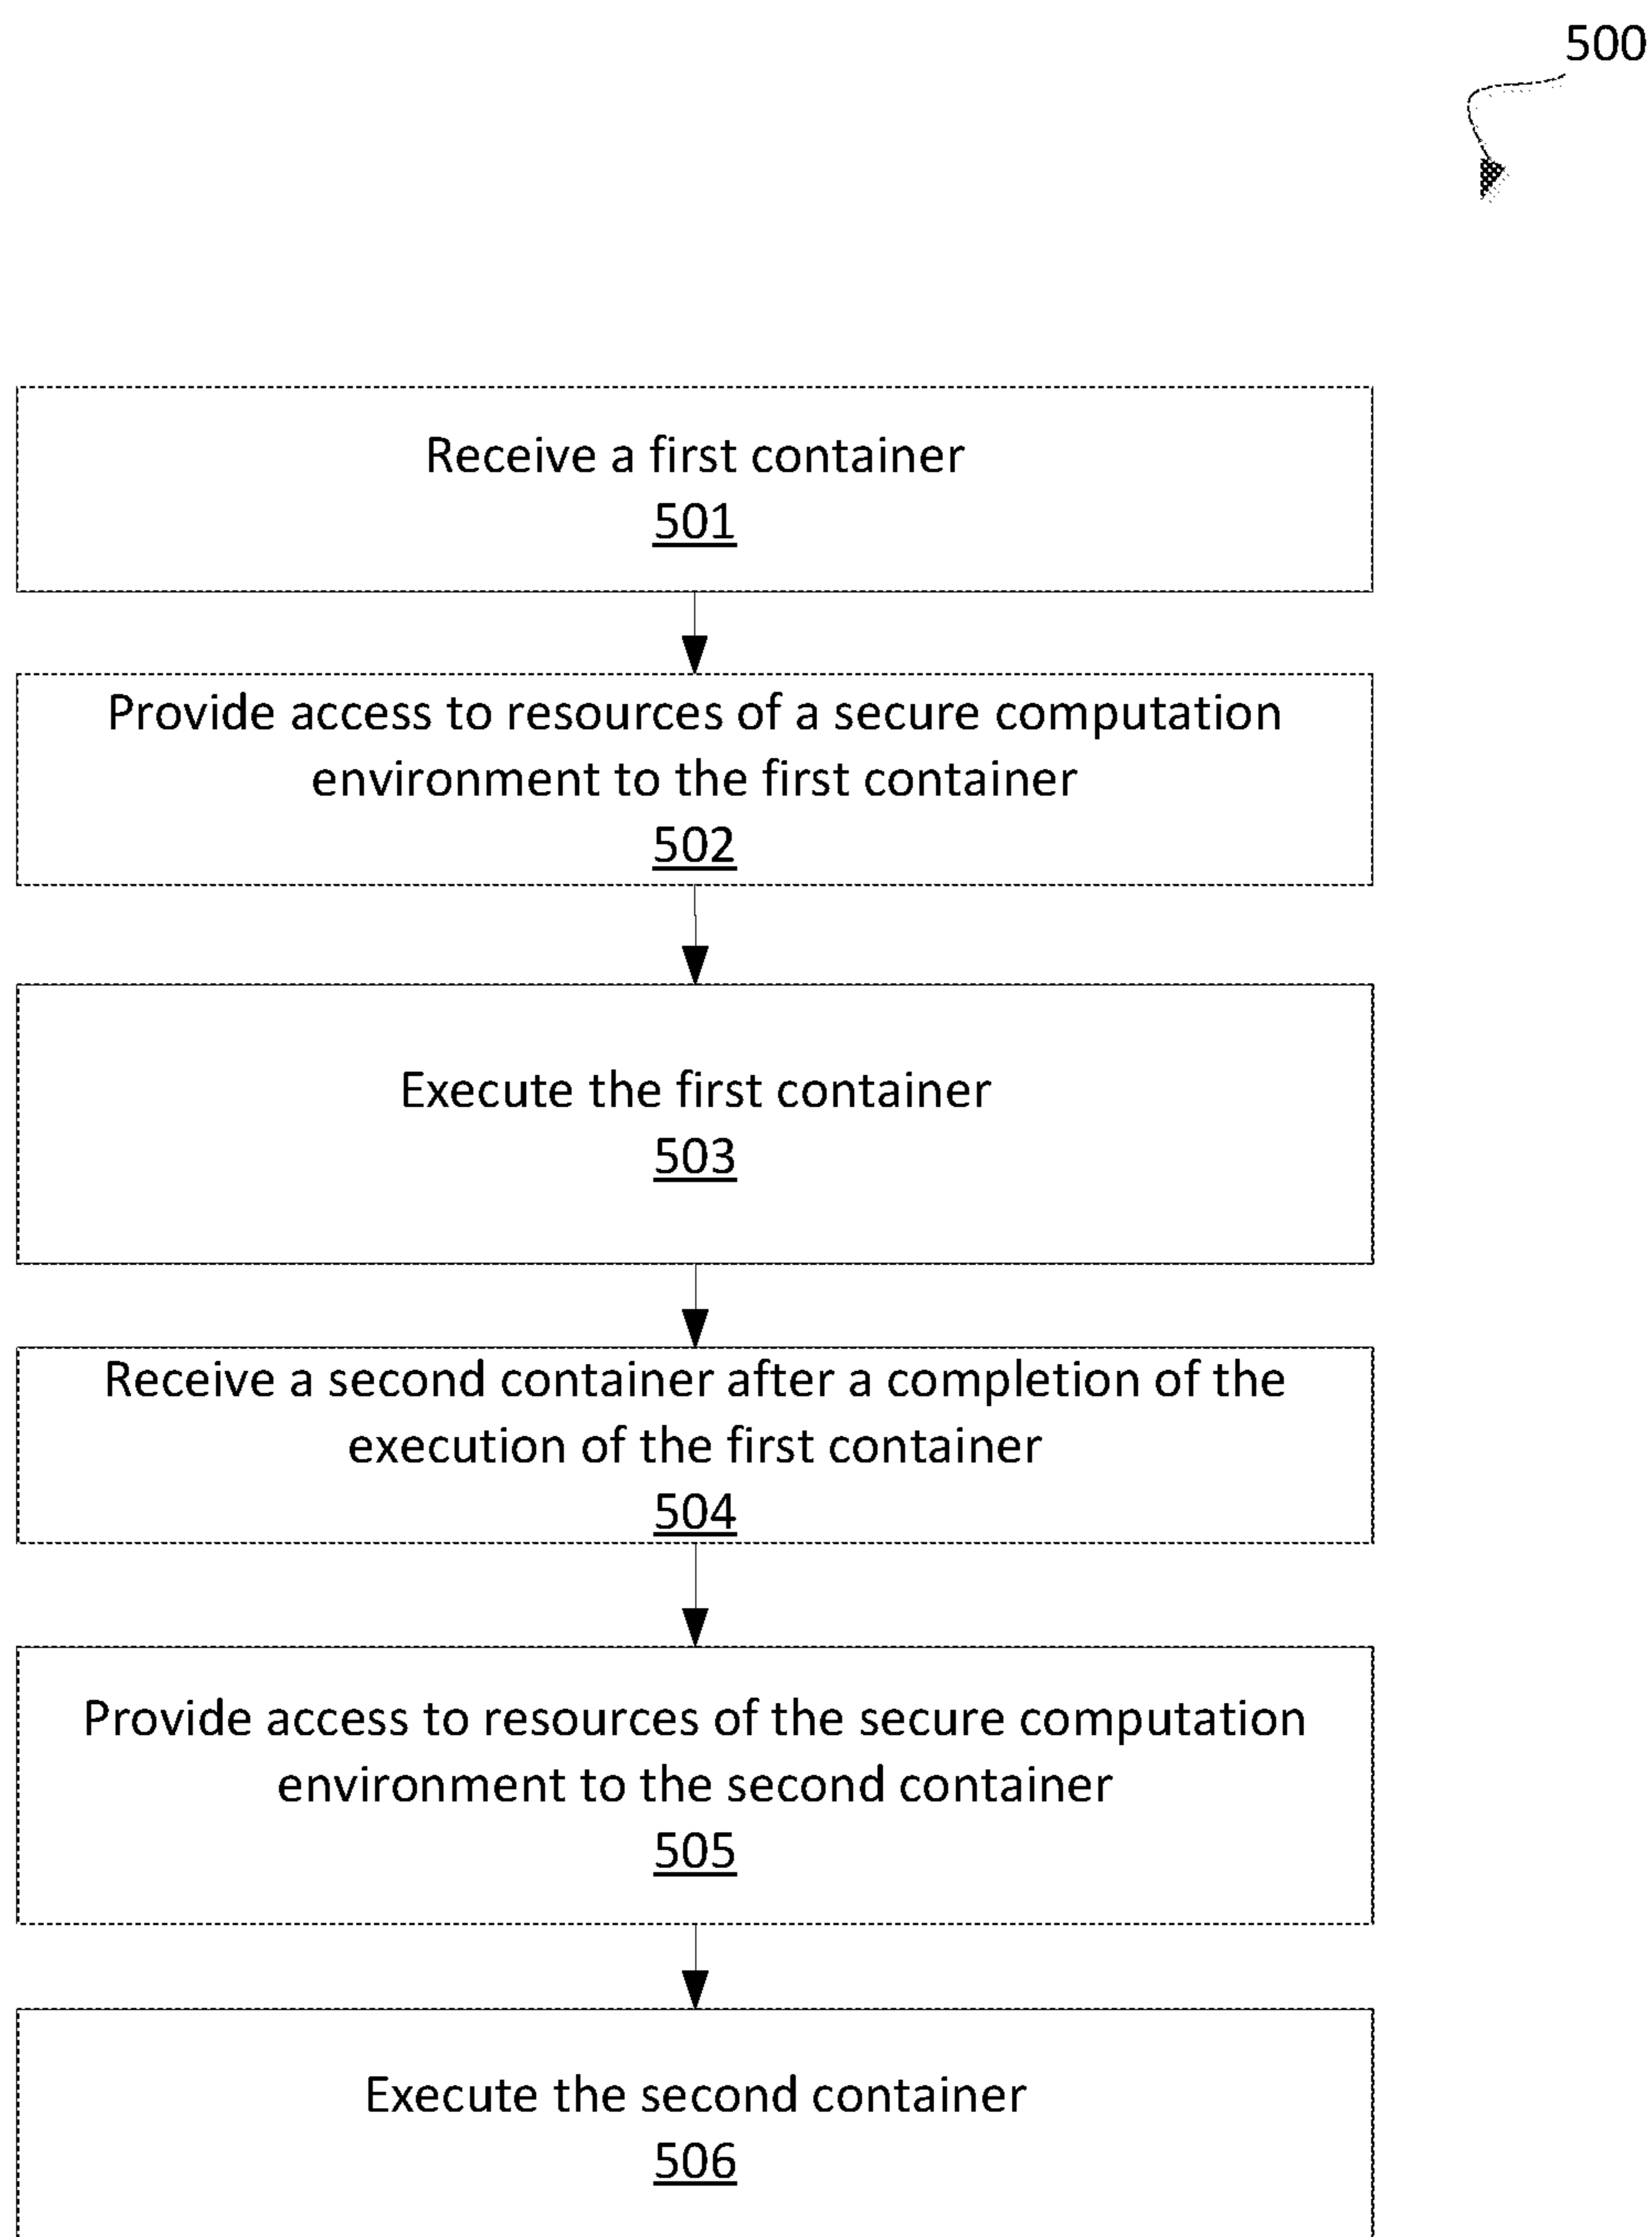 500
Receive a first container
501
Provide access to resources of a secure computation
environment to the first container
502
Execute the first container
503
Receive a second container after a completion of the
execution of the first container
504
Provide access to resources of the secure computation
environment to the second container
505
Execute the second container
506